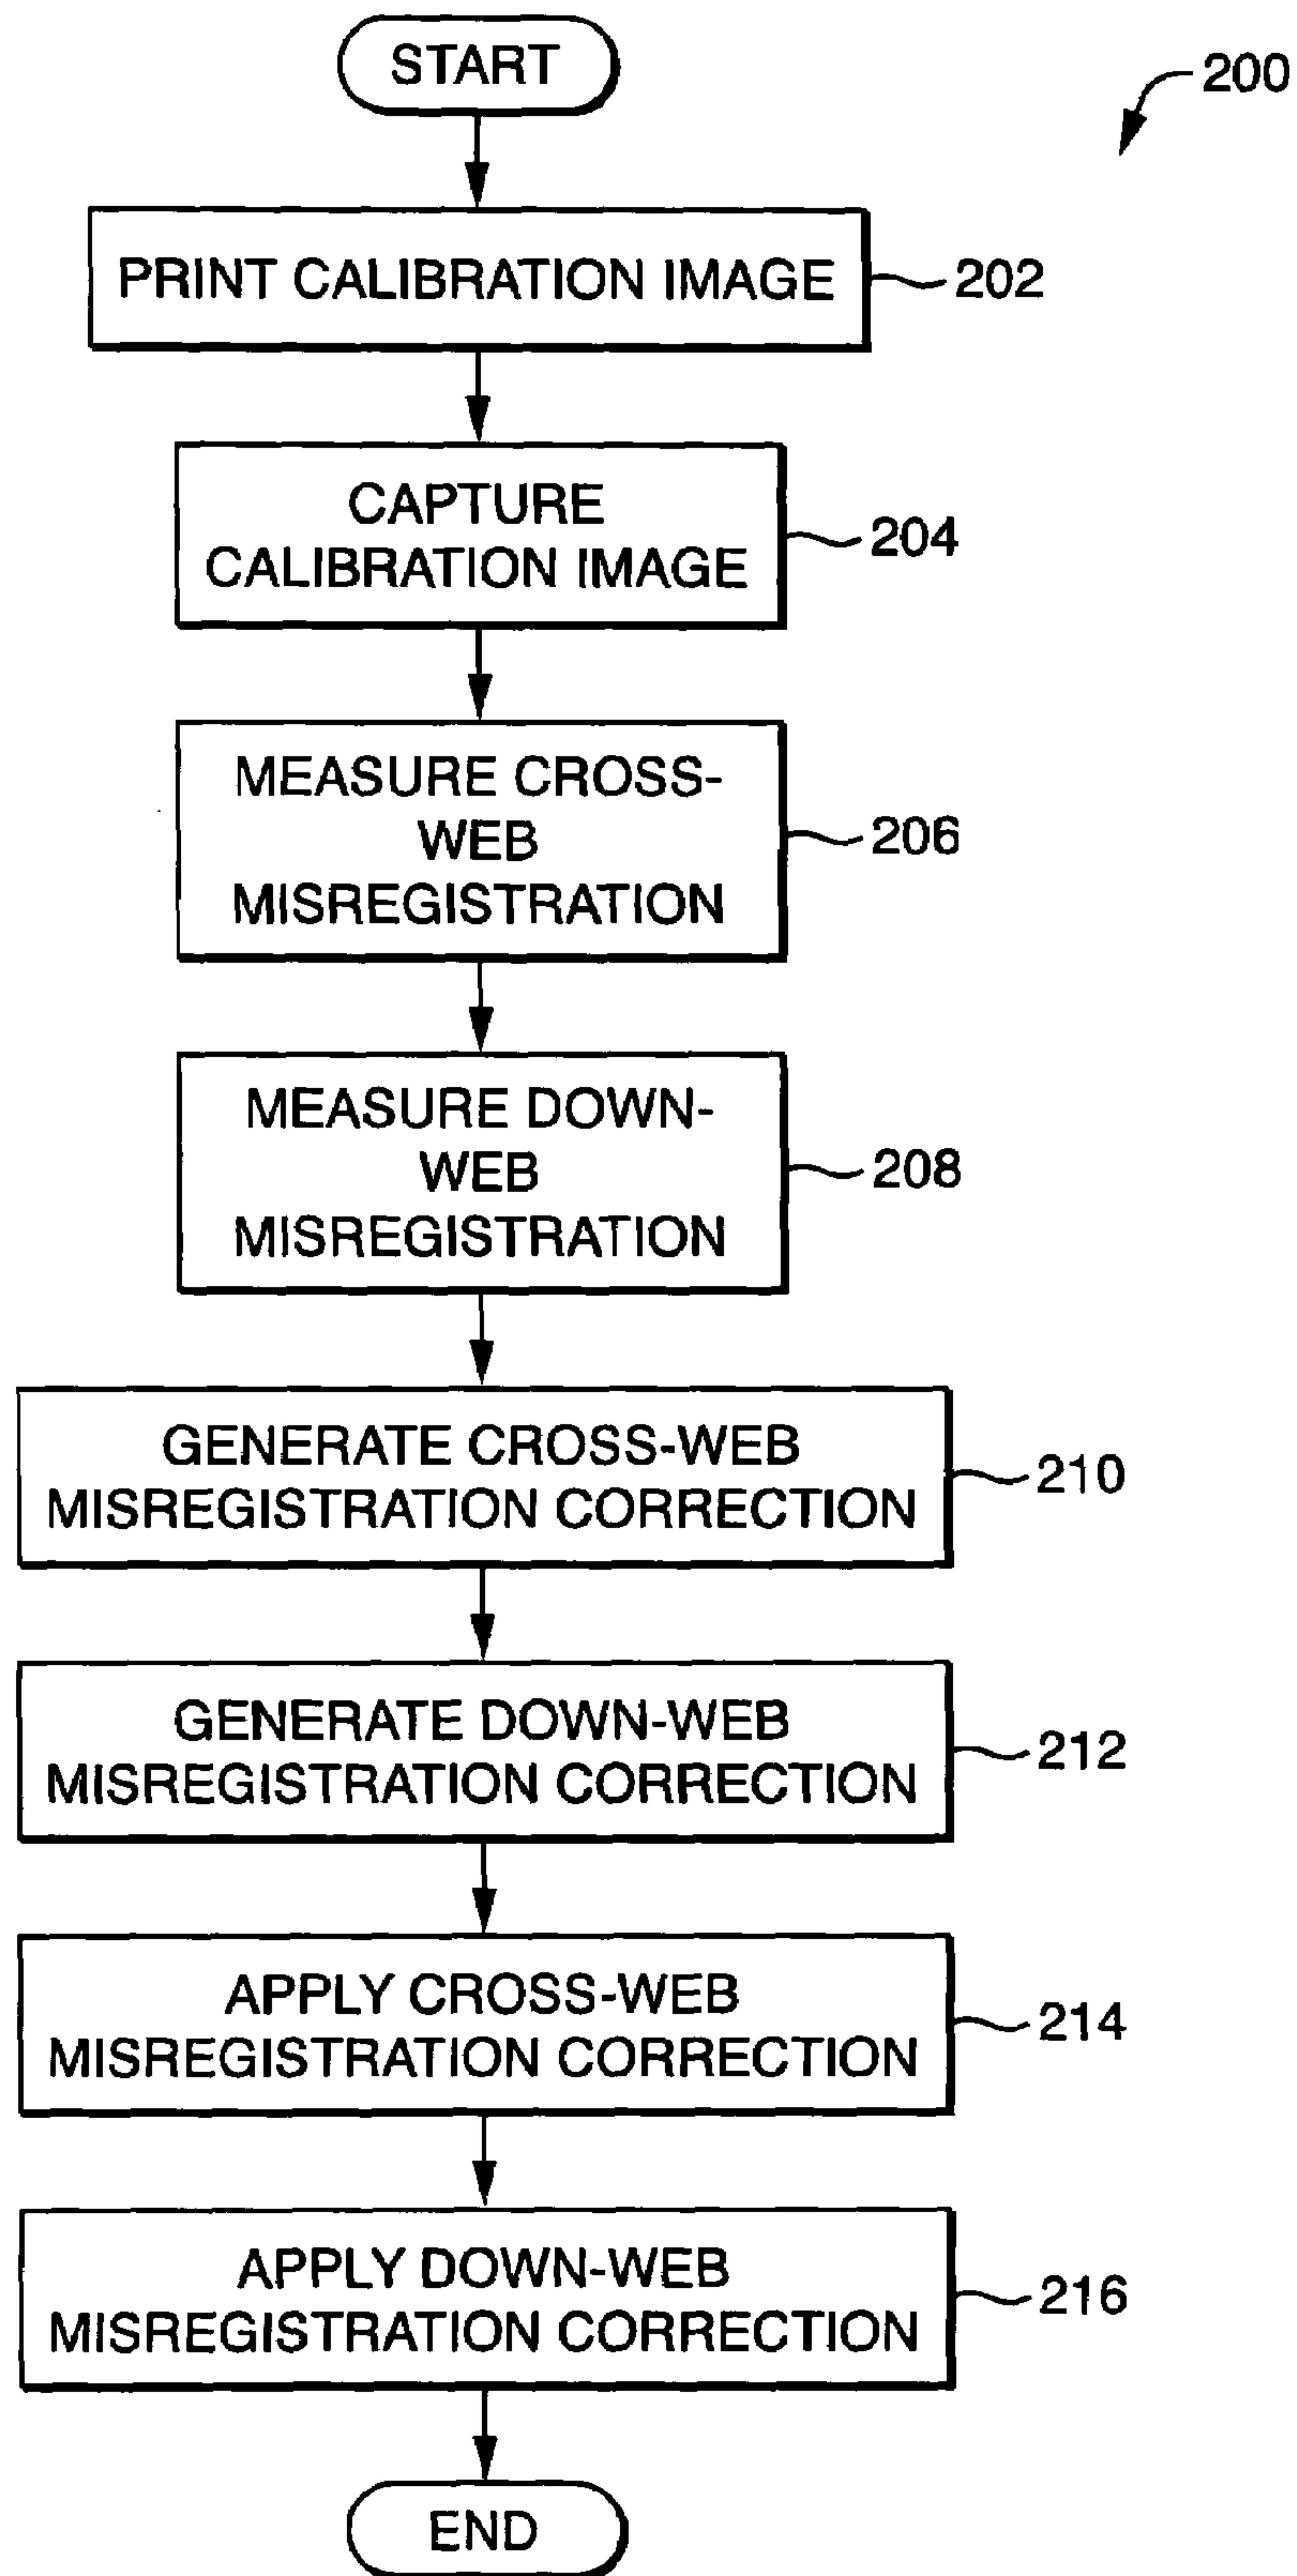 START
200
PRINT CALIBRATION IMAGE
202
CAPTURE
CALIBRATION IMAGE
204
MEASURE CROSS-
WEB
MISREGISTRATION
206
MEASURE DOWN-
WEB
MISREGISTRATION
208
GENERATE CROSS-WEB
MISREGISTRATION CORRECTION
210
GENERATE DOWN-WEB
MISREGISTRATION CORRECTION
212
APPLY CROSS-WEB
MISREGISTRATION CORRECTION
214
APPLY DOWN-WEB
MISREGISTRATION CORRECTION
216
END